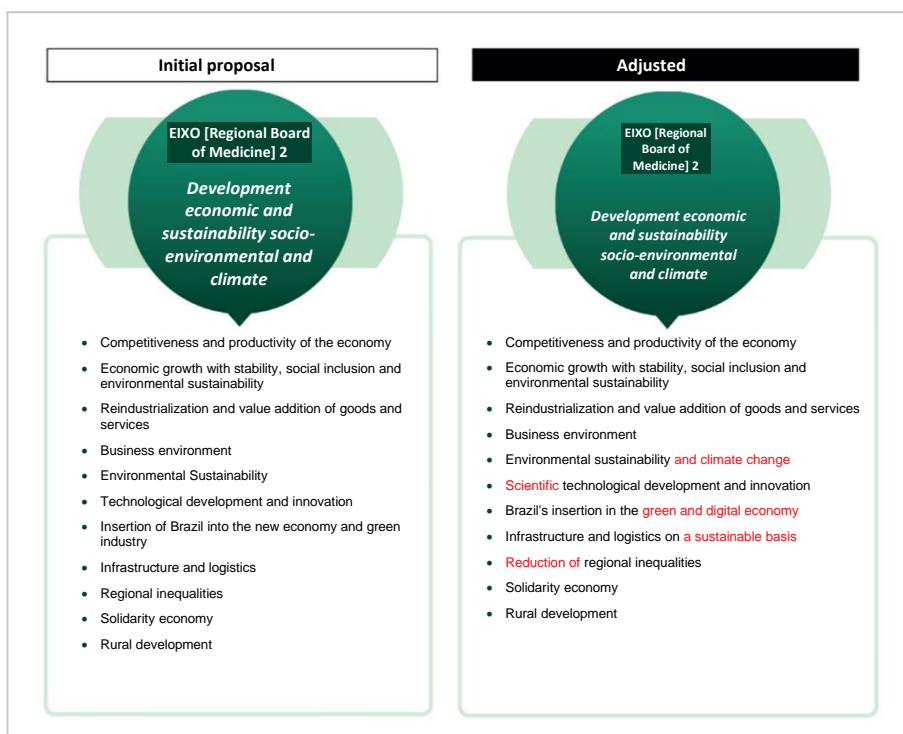 Initial proposal
EIXO [Regional Board
of Medicine] 2
Development
economic and
sustainability socio-
environmental and
climate
• Competitiveness and productivity of the economy
• Economic growth with stability, social inclusion and
environmental sustainability
• Reindustrialization and value addition of goods and
services
• Business environment
• Environmental Sustainability
• Technological development and innovation
• Insertion of Brazil into the new economy and green
industry
• Infrastructure and logistics
• Regional inequalities
• Solidarity economy
• Rural development
Adjusted
EIXO [Regional
Board of
Medicine] 2
Development economic
and sustainability
socio-environmental
and climate
• Competitiveness and productivity of the economy
• Economic growth with stability, social inclusion and
environmental sustainability
• Reindustrialization and value addition of goods and services
• Business environment
• Environmental sustainability and climate change
• Scientific technological development and innovation
• Brazil's insertion in the green and digital economy
• Infrastructure and logistics on a sustainable basis
• Reduction of regional inequalities
• Solidarity economy
• Rural development